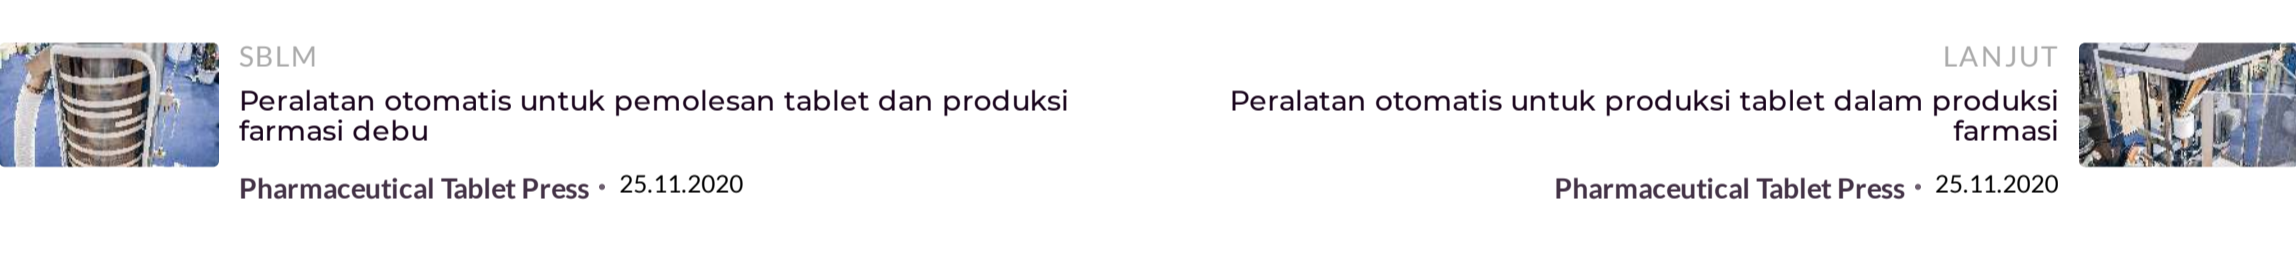 SBLM
Peralatan otomatis untuk pemolesan tablet dan produksi
farmasi debu
Pharmaceutical Tablet Press • 25.11.2020
LANJUT
Peralatan otomatis untuk produksi tablet dalam produksi
farmasi
Pharmaceutical Tablet Press • 25.11.2020